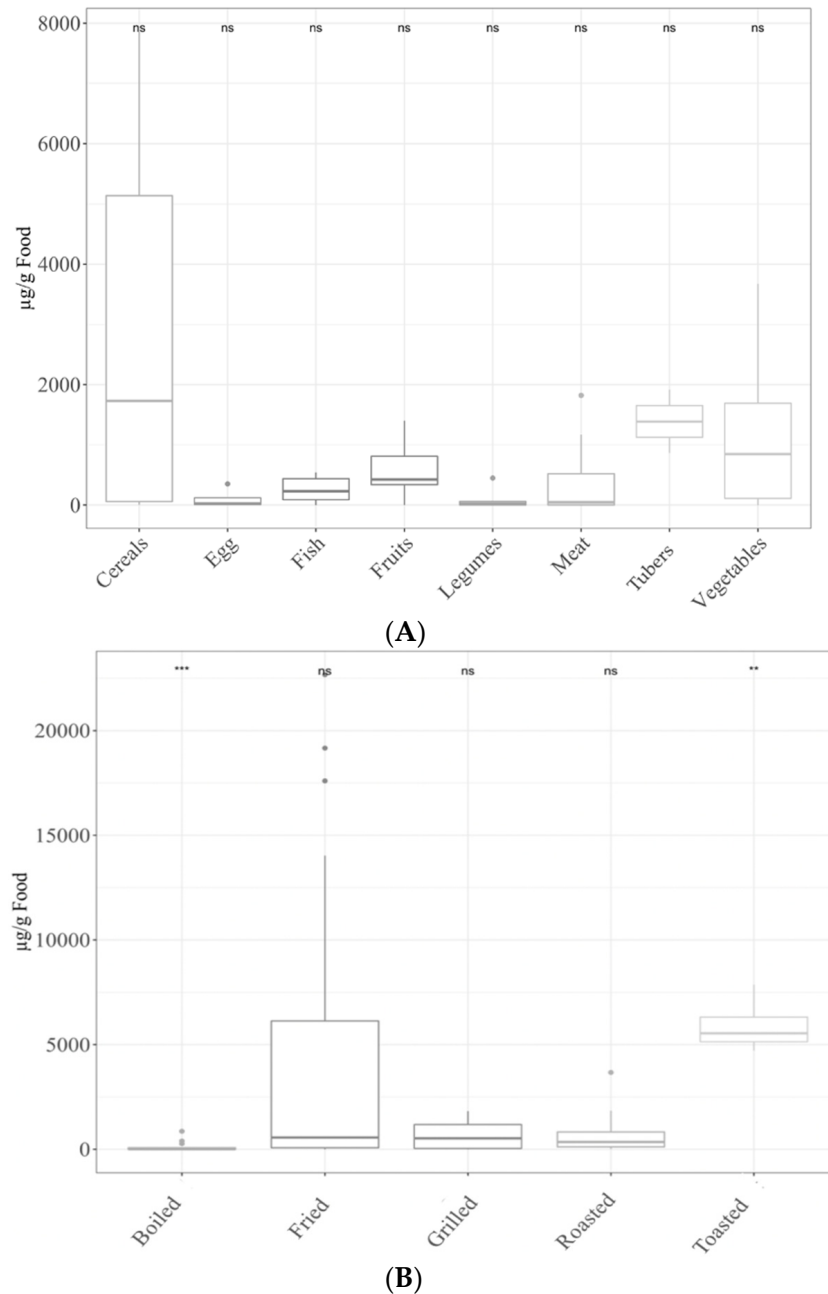 ns ns ns ns ns ns ns ns
8000
6000
4000
2000
0
µg/g Food
Cereals Egg Fish Fruits Legumes Meat Tubers Vegetables
(A)
*** ns ns ns **
20000
15000
10000
5000
0
µg/g Food
Boiled Fried Grilled Roasted Toasted
(B)